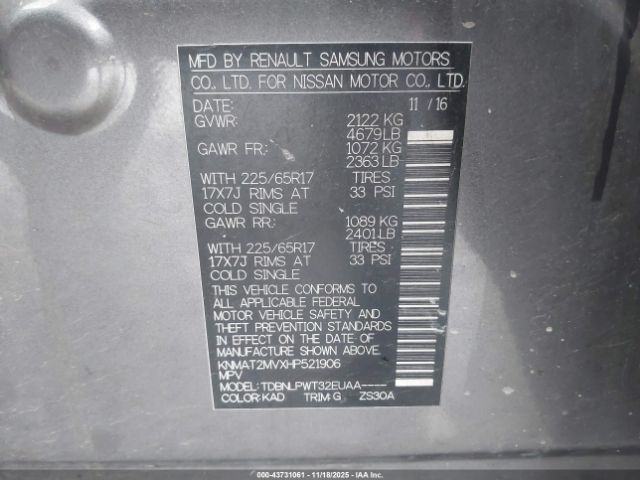 MFD BY RENAULT SAMSUNG MOTORS
CO., LTD. FOR NISSAN MOTOR CO., LTD.
DATE: 11 / 16
GVWR: 2122 KG
4679LB
GAWR FR: 1072 KG
2363LB
WITH 225/65R17 TIRES
17X7J RIMS AT 33 PSI
COLD SINGLE
GAWR RR: 1089 KG
2401LB
WITH 225/65R17 TIRES
17X7J RIMS AT 33 PSI
COLD SINGLE
THIS VEHICLE CONFORMS TO
ALL APPLICABLE FEDERAL
MOTOR VEHICLE SAFETY AND
THEFT PREVENTION STANDARDS
IN EFFECT ON THE DATE OF
MANUFACTURE SHOWN ABOVE
KNMAT2MVXHP521906
MPV
MODEL: TDBNLPWT32EUAA----
COLOR: KAD TRIM: G ZS30A
000-43731061 - 11/18/2025 - IAAI.CA